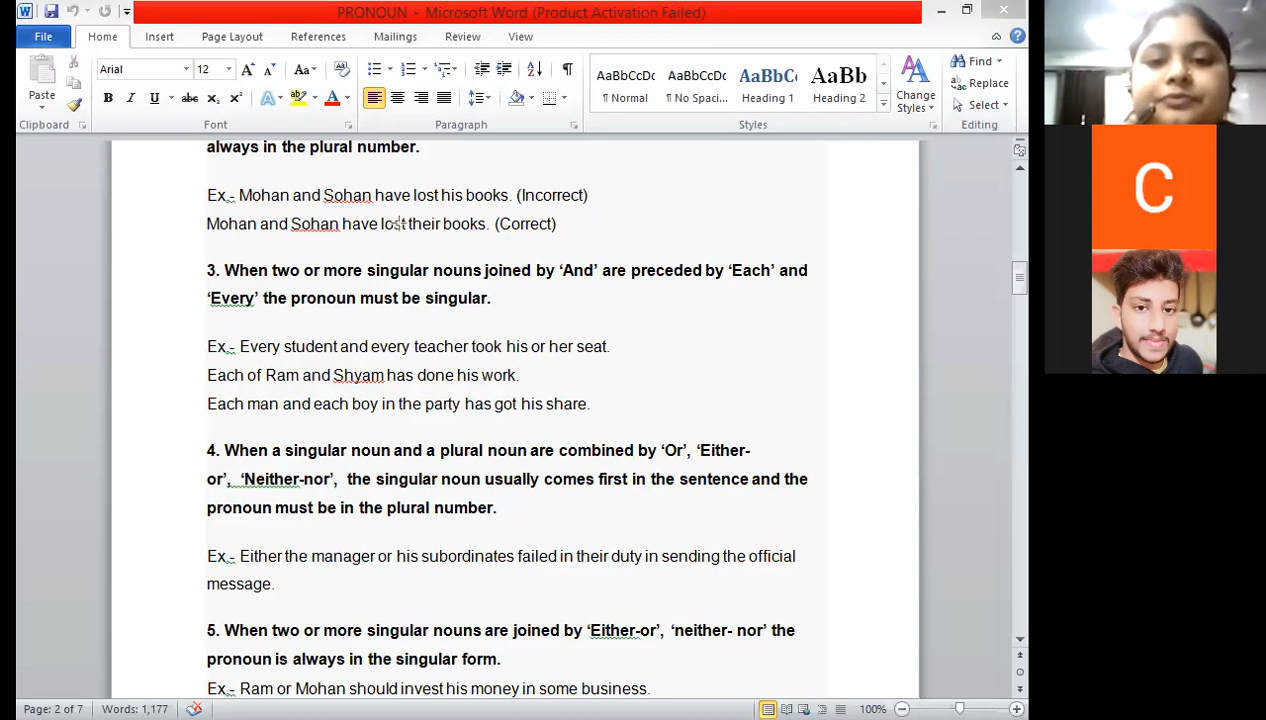 PRONOUN - Microsoft Word (Product Activation Failed)
File Home Insert Page Layout References Mailings Review View
Arial 12 Aa
Paste
B I U abc x₂ x² A ab A
AaBbCcDc AaBbCcDc AaBbCc AaBb
¶ Normal ¶ No Spaci... Heading 1 Heading 2
Change
Styles
Find
Replace
Select
Clipboard Font Paragraph Styles Editing
always in the plural number.
Ex.- Mohan and Sohan have lost his books. (Incorrect)
Mohan and Sohan have lost their books. (Correct)
3. When two or more singular nouns joined by ‘And’ are preceded by ‘Each’ and
‘Every’ the pronoun must be singular.
Ex.- Every student and every teacher took his or her seat.
Each of Ram and Shyam has done his work.
Each man and each boy in the party has got his share.
4. When a singular noun and a plural noun are combined by ‘Or’, ‘Either-
or’, ‘Neither-nor’, the singular noun usually comes first in the sentence and the
pronoun must be in the plural number.
Ex.- Either the manager or his subordinates failed in their duty in sending the official
message.
5. When two or more singular nouns are joined by ‘Either-or’, ‘neither- nor’ the
pronoun is always in the singular form.
Ex.- Ram or Mohan should invest his money in some business.
Page: 2 of 7 Words: 1,177 100%
C